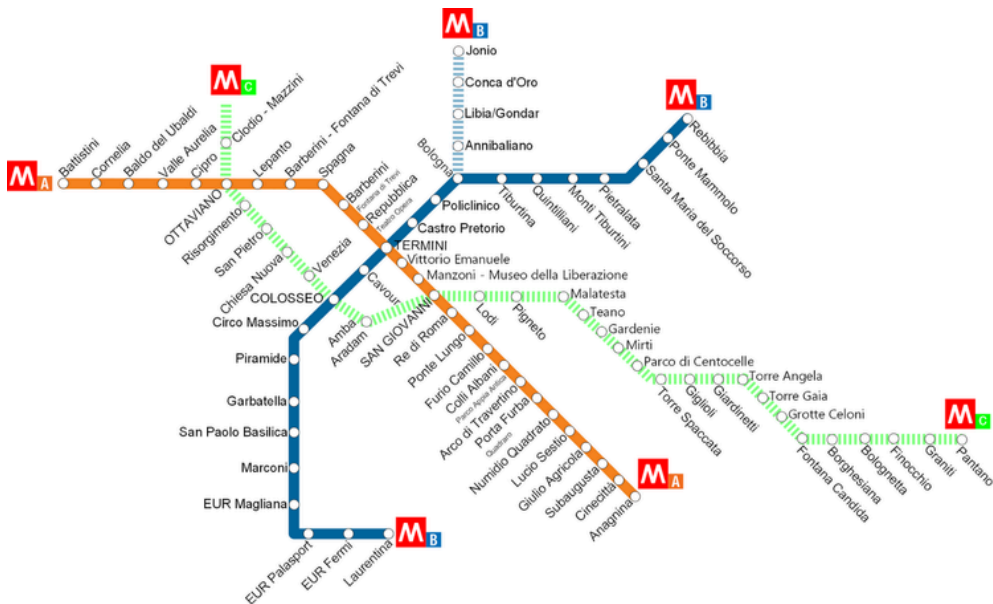 M B
Jonio
Conca d'Oro
Libia/Gondar
Annibaliano
Bologna
M C
Clodio - Mazzini
M B
Rebibbia
Ponte Mammolo
Santa Maria del Soccorso
Pietralata
Monti Tiburtini
Quintilliani
Tiburtina
M A
Battistini
Cornelia
Baldo del Ubaldi
Valle Aurelia
Cipro
OTTAVIANO
Lepanto
Barberini - Fontana di Trevi
Spagna
Barberini
Fontana di Trevi
Repubblica
Teatro Opera
Policlinico
Castro Pretorio
TERMINI
Vittorio Emanuele
Manzoni - Museo della Liberazione
Risorgimento
San Pietro
Chiesa Nuova
Venezia
COLOSSEO
Cavour
Circo Massimo
Amba
Aradam
SAN GIOVANNI
Lodi
Pigneto
Malatesta
Teano
Gardenie
Mirti
Parco di Centocelle
Torre Spaccata
Giglioli
Giardinetti
Torre Angela
Torre Gaia
Grotte Celoni
Fontana Candida
Borghesiana
Bolognetta
Finocchio
Graniti
Pantano
M C
Re di Roma
Ponte Lungo
Furio Camillo
Colli Albani
Parco Appia Antica
Arco di Travertino
Porta Furba
Quadraro
Numidio Quadrato
Lucio Sestio
Giulio Agricola
Subaugusta
Cinecittà
Anagnina
M A
Piramide
Garbatella
San Paolo Basilica
Marconi
EUR Magliana
EUR Palasport
EUR Fermi
Laurentina
M B